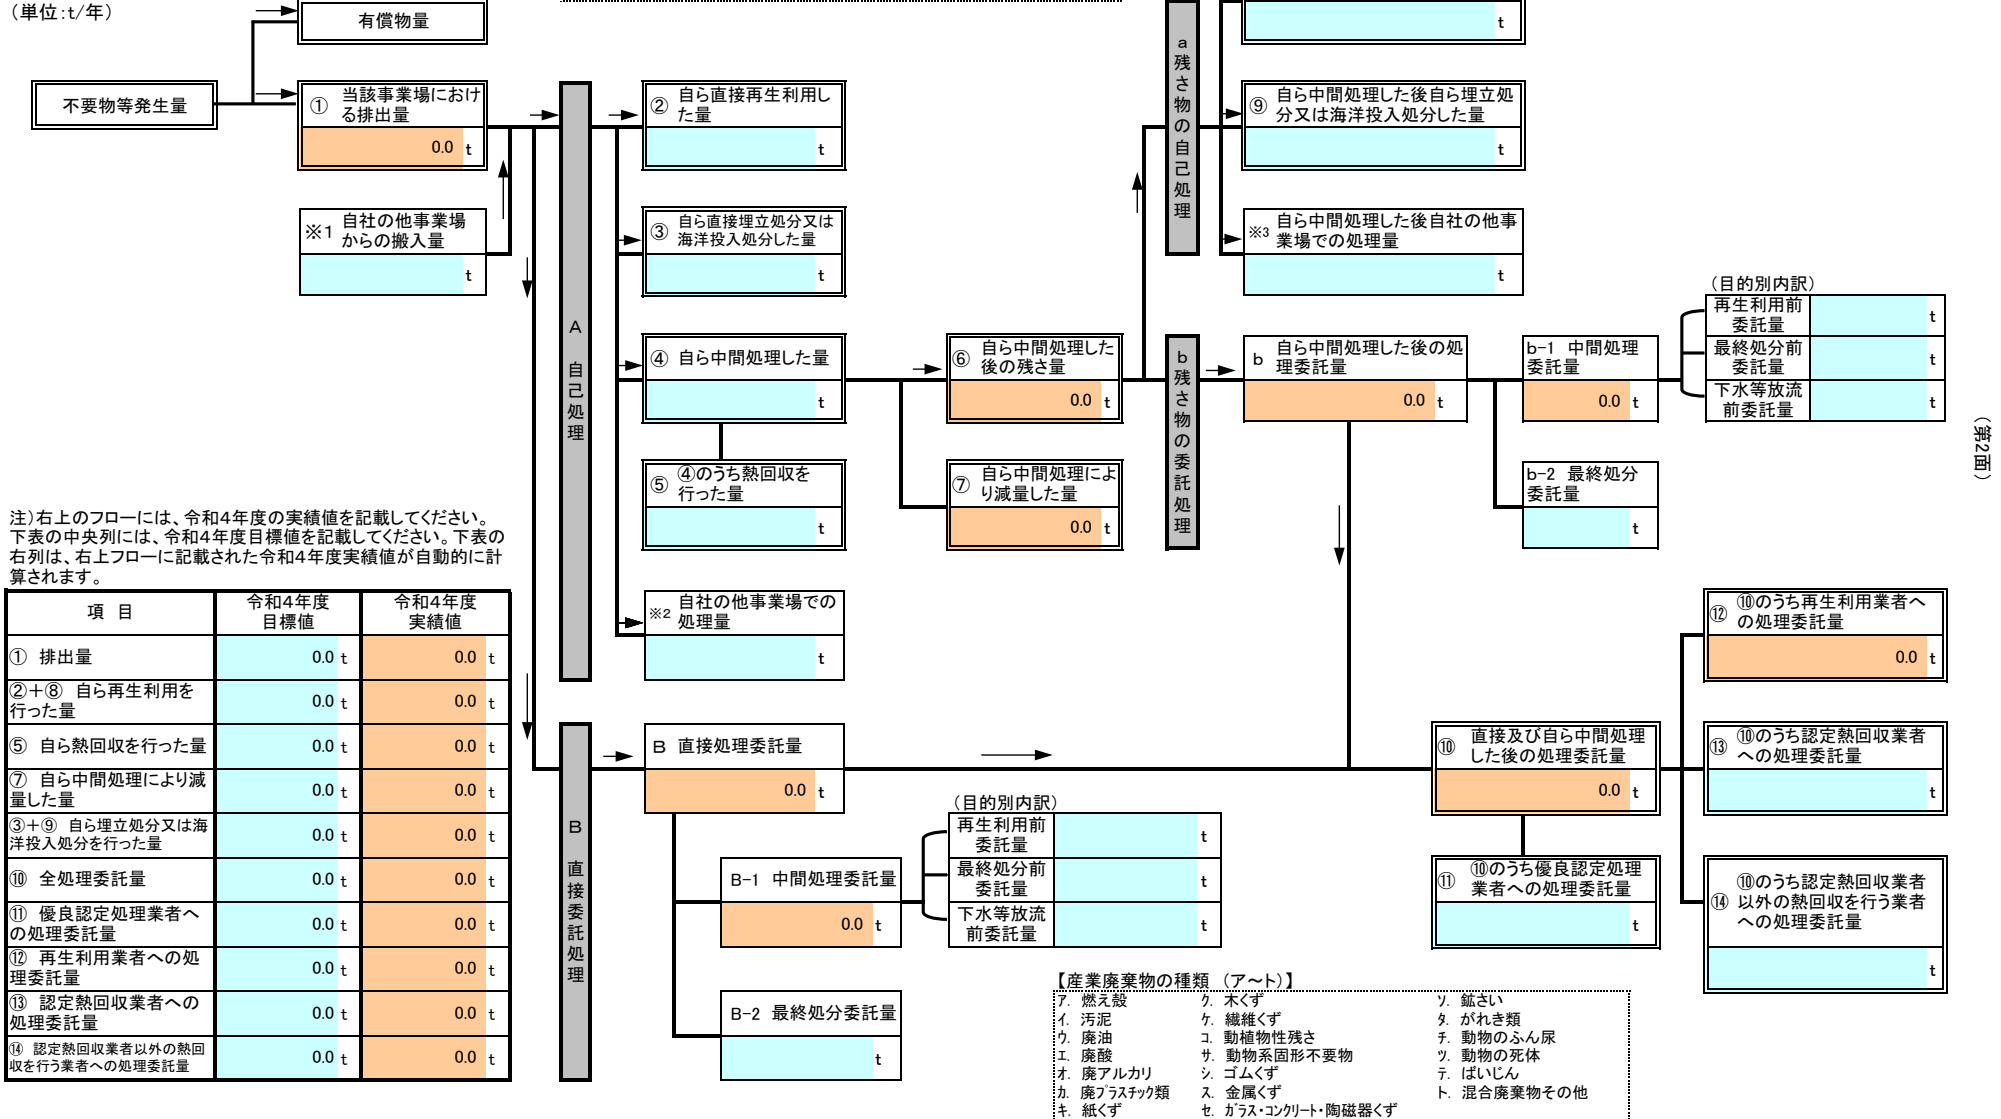 （単位：t/年）
有償物量
不要物等発生量
① 当該事業場におけ
る排出量
0.0 t
※1 自社の他事業場
からの搬入量
t
A 自己処理
② 自ら直接再生利用し
た量
t
③ 自ら直接埋立処分又は
海洋投入処分した量
t
④ 自ら中間処理した量
t
⑤ ④のうち熱回収を
行った量
t
※2 自社の他事業場での
処理量
t
⑥ 自ら中間処理した
後の残さ量
0.0 t
⑦ 自ら中間処理によ
り減量した量
0.0 t
a 残さ物の自己処理
t
⑨ 自ら中間処理した後自ら埋立処
分又は海洋投入処分した量
t
※3 自ら中間処理した後自社の他事
業場での処理量
t
b 残さ物の委託処理
b 自ら中間処理した後の処
理委託量
0.0 t
b-1 中間処理
委託量
0.0 t
b-2 最終処分
委託量
t
（目的別内訳）
再生利用前
委託量
t
最終処分前
委託量
t
下水等放流
前委託量
t
（第2面）
注）右上のフローには、令和４年度の実績値を記載してください。
下表の中央列には、令和４年度目標値を記載してください。下表の
右列は、右上フローに記載された令和４年度実績値が自動的に計
算されます。
項 目 令和４年度
目標値 令和４年度
実績値
① 排出量 0.0 t 0.0 t
②＋⑧ 自ら再生利用を
行った量 0.0 t 0.0 t
⑤ 自ら熱回収を行った量 0.0 t 0.0 t
⑦ 自ら中間処理により減
量した量 0.0 t 0.0 t
③＋⑨ 自ら埋立処分又は海
洋投入処分を行った量 0.0 t 0.0 t
⑩ 全処理委託量 0.0 t 0.0 t
⑪ 優良認定処理業者へ
の処理委託量 0.0 t 0.0 t
⑫ 再生利用業者への処
理委託量 0.0 t 0.0 t
⑬ 認定熱回収業者への
処理委託量 0.0 t 0.0 t
⑭ 認定熱回収業者以外の熱回
収を行う業者への処理委託量 0.0 t 0.0 t
B 直接委託処理
B 直接処理委託量
0.0 t
B-1 中間処理委託量
0.0 t
B-2 最終処分委託量
t
（目的別内訳）
再生利用前
委託量
t
最終処分前
委託量
t
下水等放流
前委託量
t
⑩ 直接及び自ら中間処理
した後の処理委託量
0.0 t
⑪ ⑩のうち優良認定処理
業者への処理委託量
t
⑫ ⑩のうち再生利用業者へ
の処理委託量
0.0 t
⑬ ⑩のうち認定熱回収業者
への処理委託量
t
⑭ ⑩のうち認定熱回収業者
以外の熱回収を行う業者
への処理委託量
t
【産業廃棄物の種類 （ア～ト）】
ｱ. 燃え殻 ｸ. 木くず ｿ. 鉱さい
ｲ. 汚泥 ｹ. 繊維くず ﾀ. がれき類
ｳ. 廃油 ｺ. 動植物性残さ ﾁ. 動物のふん尿
ｴ. 廃酸 ｻ. 動物系固形不要物 ﾂ. 動物の死体
ｵ. 廃アルカリ ｼ. ゴムくず ﾃ. ばいじん
ｶ. 廃ﾌﾟﾗｽﾁｯｸ類 ｽ. 金属くず ﾄ. 混合廃棄物その他
ｷ. 紙くず ｾ. ｶﾞﾗｽ・ｺﾝｸﾘｰﾄ・陶磁器くず